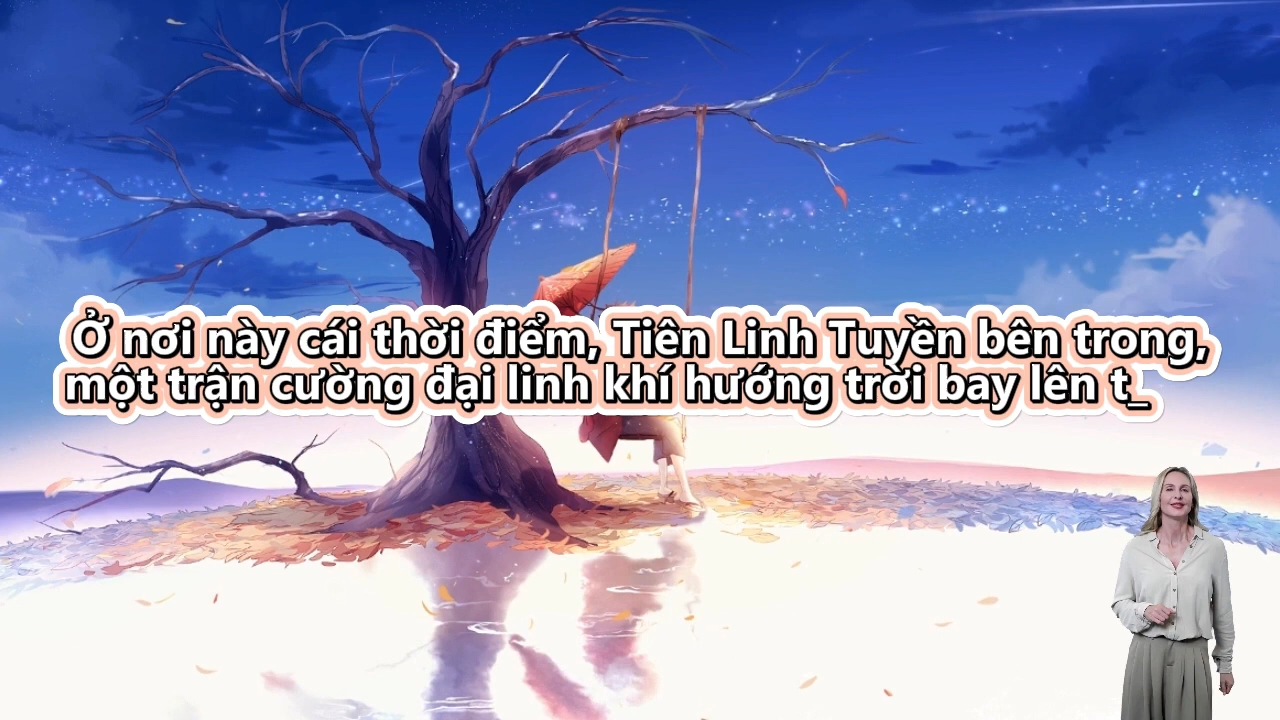 Ở nơi này cái thời điểm, Tiên Linh Tuyền bên trong,
một trận cường đại linh khí hướng trời bay lên t_